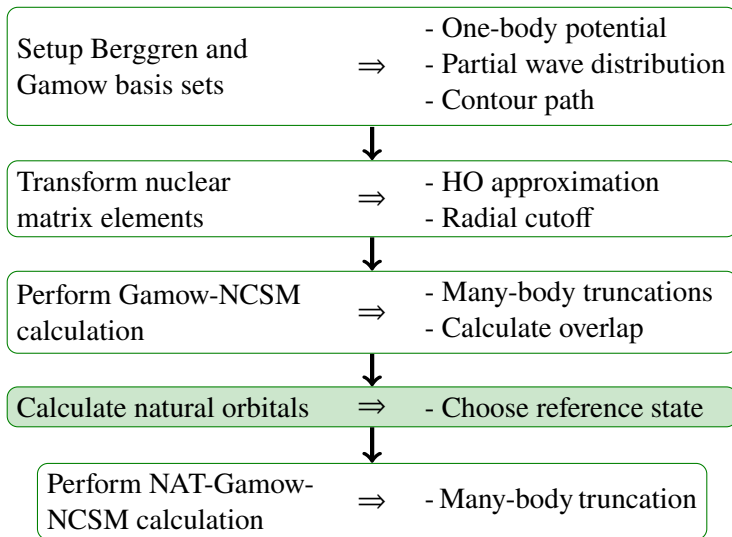 Setup Berggren and
Gamow basis sets
⇒
- One-body potential
- Partial wave distribution
- Contour path
Transform nuclear
matrix elements
⇒
- HO approximation
- Radial cutoff
Perform Gamow-NCSM
calculation
⇒
- Many-body truncations
- Calculate overlap
Calculate natural orbitals ⇒ - Choose reference state
Perform NAT-Gamow-
NCSM calculation
⇒
- Many-body truncation